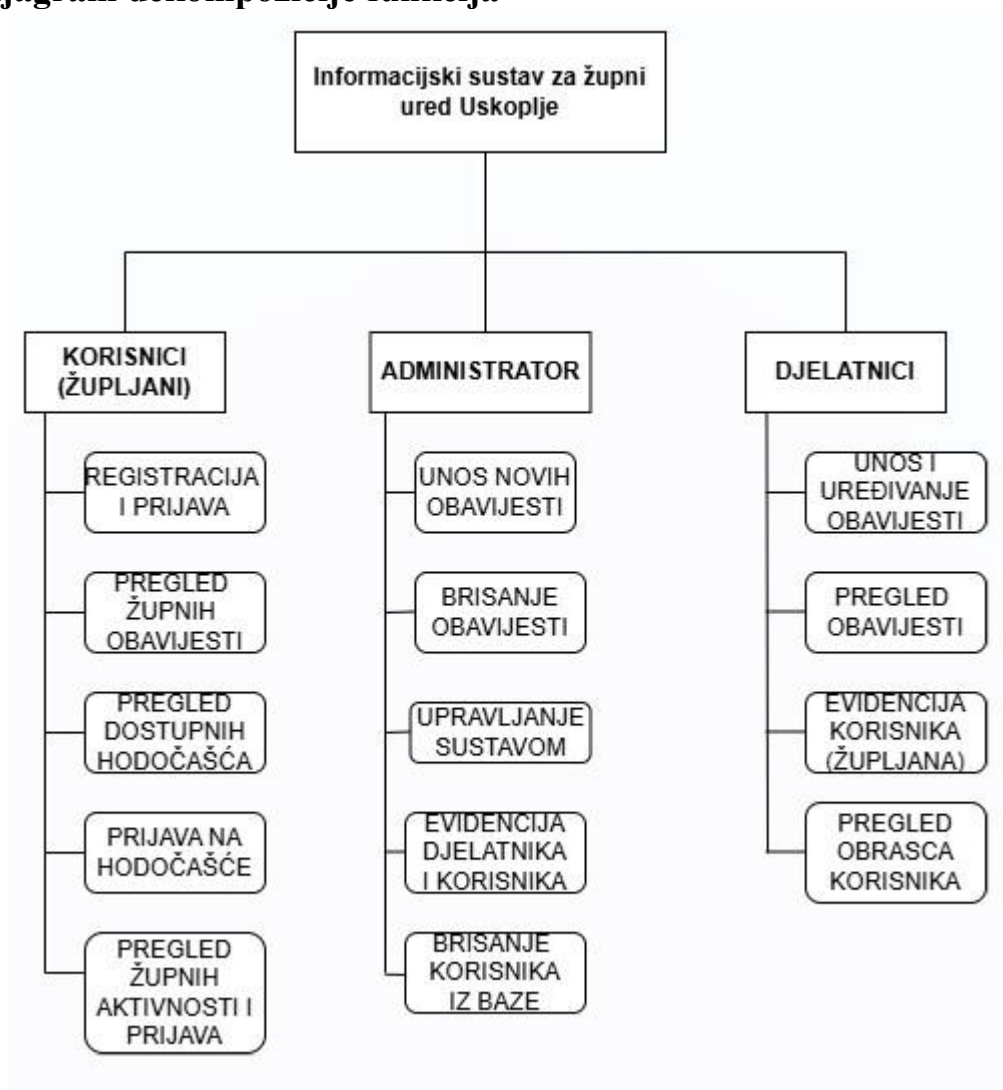 dekompozicije funkcija
Informacijski sustav za župni
ured Uskoplje
KORISNICI
(ŽUPLJANI)
REGISTRACIJA
I PRIJAVA
PREGLED
ŽUPNIH
OBAVIJESTI
PREGLED
DOSTUPNIH
HODOČAŠĆA
PRIJAVA NA
HODOČAŠĆE
PREGLED
ŽUPNIH
AKTIVNOSTI I
PRIJAVA
ADMINISTRATOR
UNOS NOVIH
OBAVIJESTI
BRISANJE
OBAVIJESTI
UPRAVLJANJE
SUSTAVOM
EVIDENCIJA
DJELATNIKA
I KORISNIKA
BRISANJE
KORISNIKA
IZ BAZE
DJELATNICI
UNOS I
UREĐIVANJE
OBAVIJESTI
PREGLED
OBAVIJESTI
EVIDENCIJA
KORISNIKA
(ŽUPLJANA)
PREGLED
OBRASCA
KORISNIKA